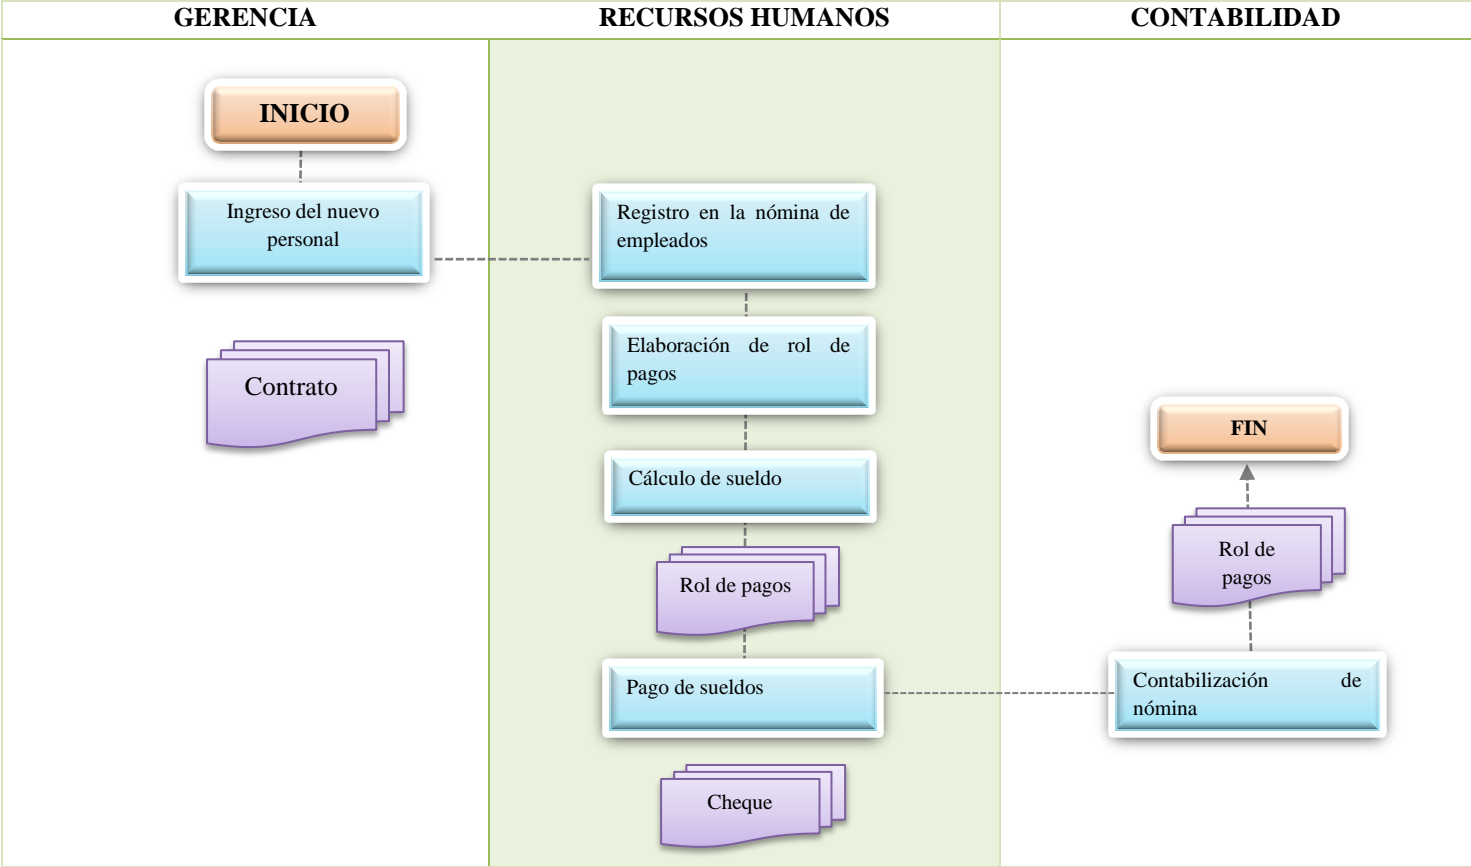 GERENCIA
RECURSOS HUMANOS
CONTABILIDAD
INICIO
Ingreso del nuevo
personal
Contrato
Registro en la nómina de
empleados
Elaboración de rol de
pagos
Cálculo de sueldo
Rol de pagos
Pago de sueldos
Cheque
FIN
Rol de
pagos
Contabilización de
nómina